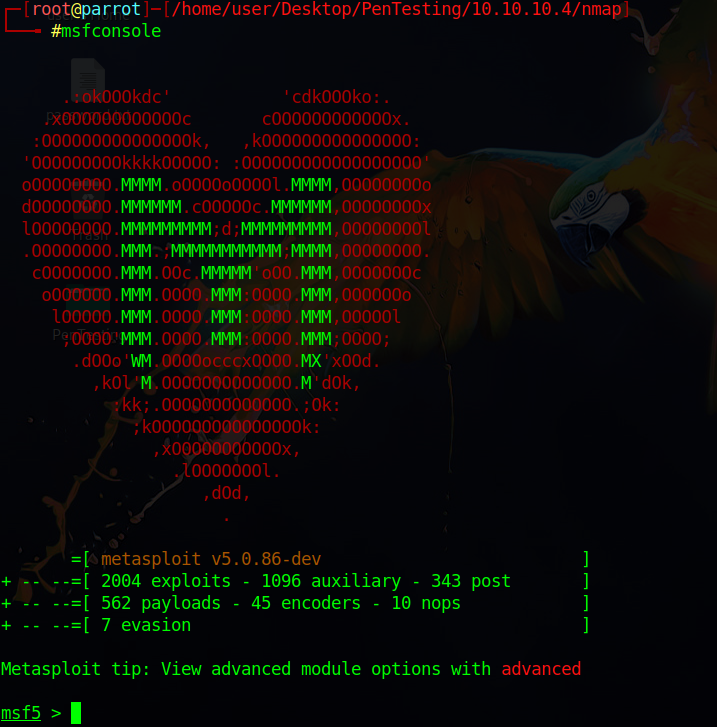 ┌─[root@parrot]─[/home/user/Desktop/PenTesting/10.10.10.4/nmap]
└──╼ #msfconsole
      .:okOOOkdc'           'cdkOOOko:.
    .xOOOOOOOOOOOOc       cOOOOOOOOOOOOx.
   :OOOOOOOOOOOOOOOk,   ,kOOOOOOOOOOOOOOO:
  'OOOOOOOOOkkkkOOOOO: :OOOOOOOOOOOOOOOOOO'
  oOOOOOOOO.MMMM.oOOOOoOOOOl.MMMM,OOOOOOOOo
  dOOOOOOOO.MMMMMM.cOOOOOc.MMMMMM,OOOOOOOOx
  lOOOOOOOO.MMMMMMMMM;d;MMMMMMMMM,OOOOOOOOl
  .OOOOOOOO.MMM.;MMMMMMMMMMM;MMMM,OOOOOOOO.
   cOOOOOOO.MMM.OOc.MMMMM'oOO.MMM,OOOOOOOc
    oOOOOOO.MMM.OOOO.MMM:OOOO.MMM,OOOOOOo
     lOOOOO.MMM.OOOO.MMM:OOOO.MMM,OOOOOl
      ;OOOO'MMM.OOOO.MMM:OOOO.MMM;OOOO;
       .dOOo'WM.OOOOocccxOOOO.MX'xOOd.
         ,kOl'M.OOOOOOOOOOOOO.M'dOk,
           :kk;.OOOOOOOOOOOOO.;Ok:
             ;kOOOOOOOOOOOOOOOk:
               ,xOOOOOOOOOOOx,
                 .lOOOOOOOl.
                    ,dOd,
                      .
       =[ metasploit v5.0.86-dev                          ]
+ -- --=[ 2004 exploits - 1096 auxiliary - 343 post       ]
+ -- --=[ 562 payloads - 45 encoders - 10 nops            ]
+ -- --=[ 7 evasion                                       ]
Metasploit tip: View advanced module options with advanced
msf5 >